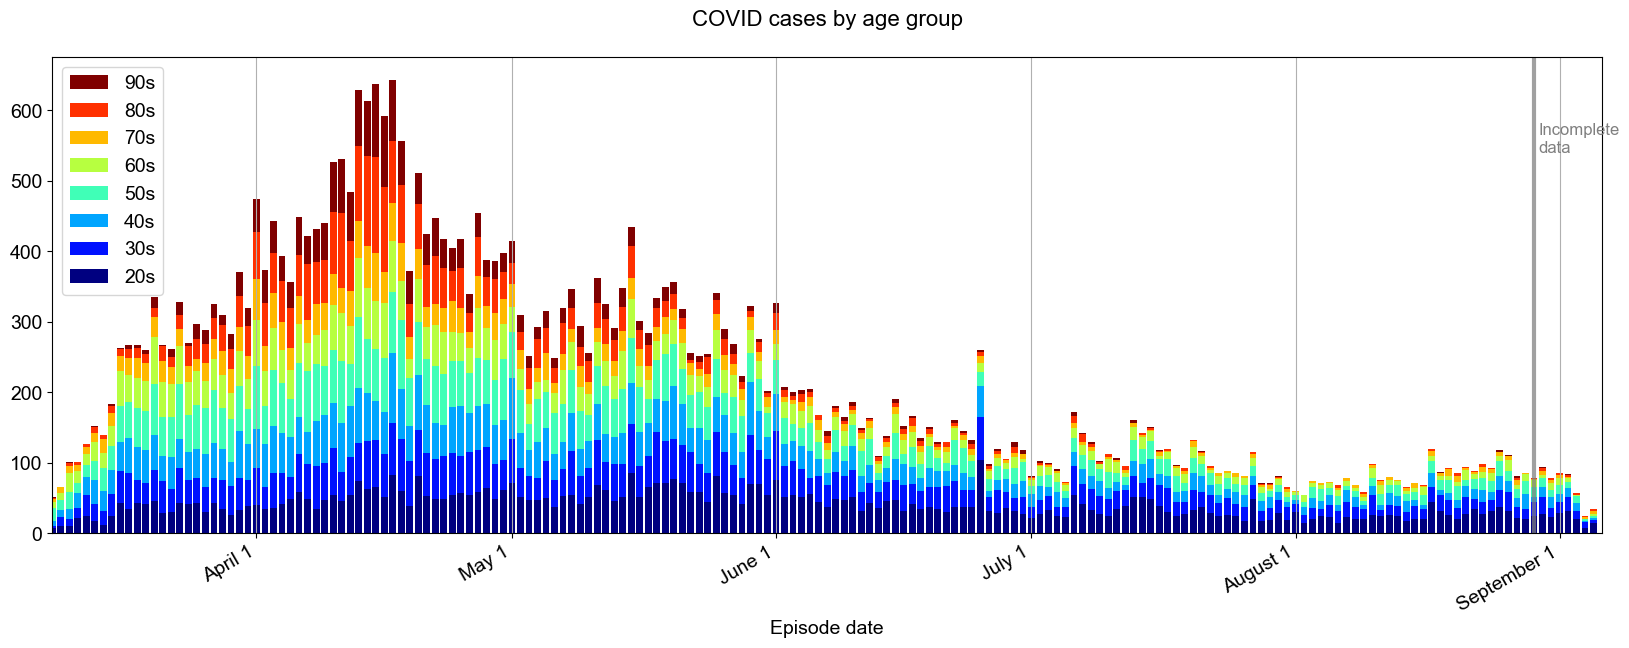 COVID cases by age group
600
500
400
300
200
100
0
90s
80s
70s
60s
50s
40s
30s
20s
Incomplete
data
April 1
May 1
June 1
July 1
August 1
September 1
Episode date